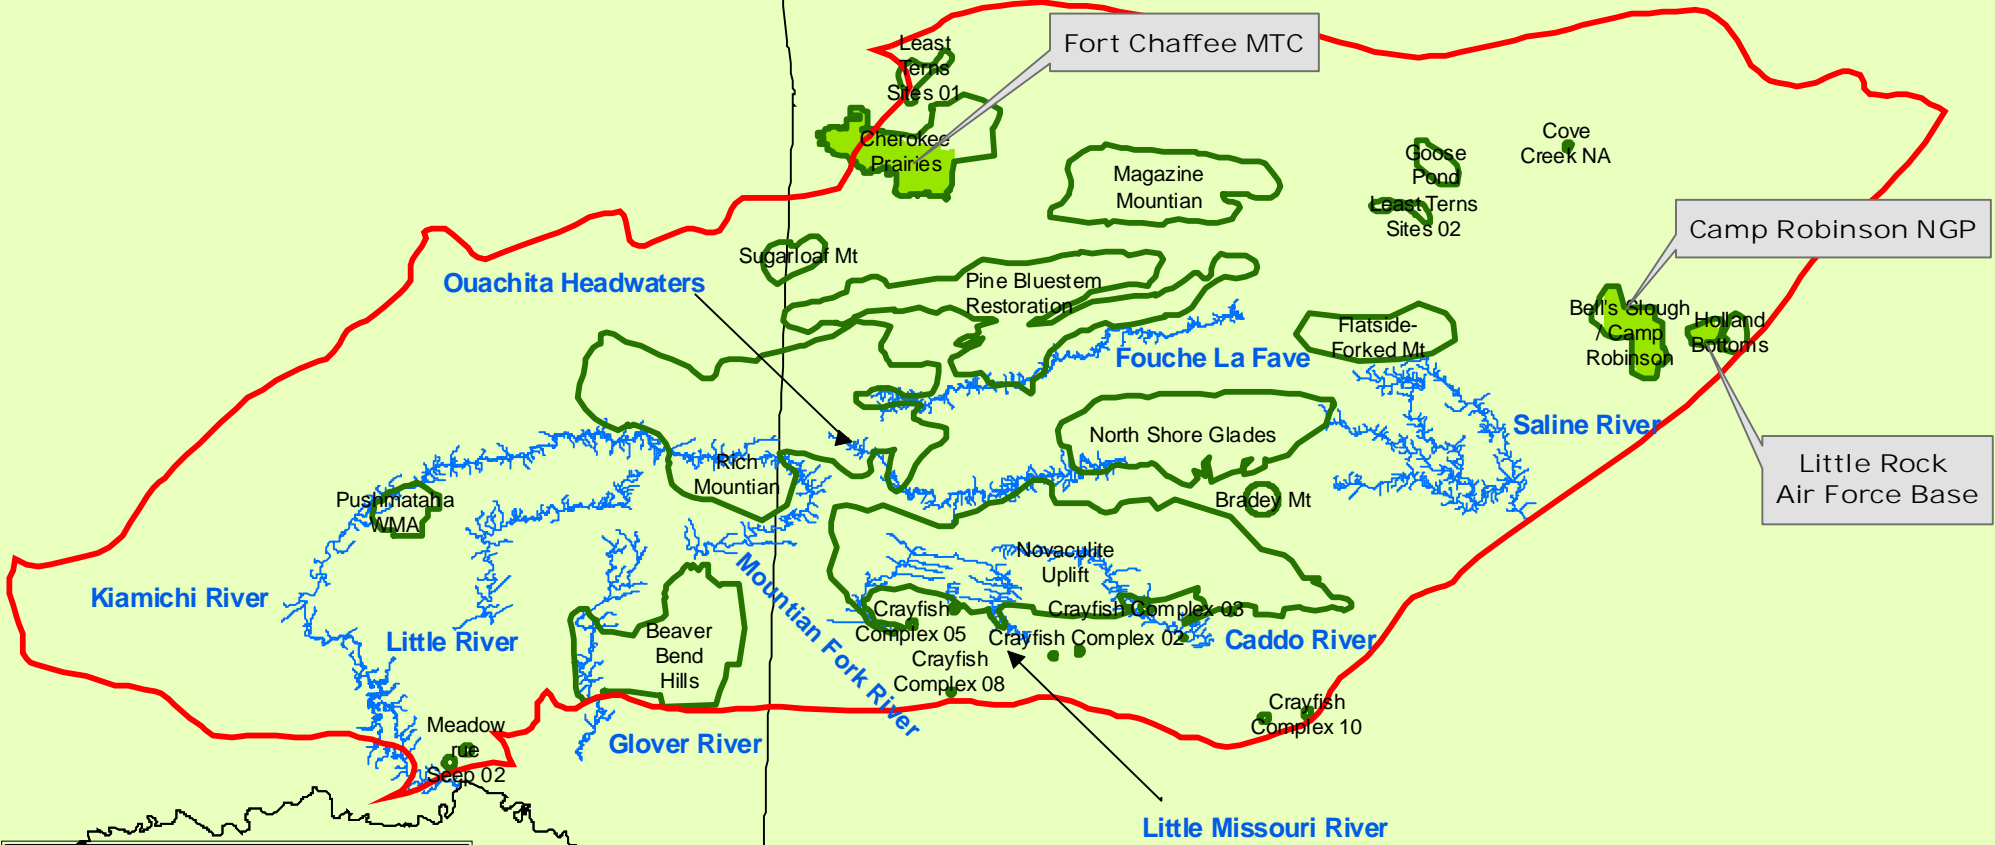 Least
Terns
Sites 01
Fort Chaffee MTC
Cherokee
Prairies
Magazine
Mountian
Goose
Pond
Cove
Creek NA
Least Terns
Sites 02
Camp Robinson NGP
Sugarloaf Mt
Ouachita Headwaters
Pine Bluestem
Restoration
Bell's Slough
/ Camp
Robinson
Holland
Bottoms
Flatside-
Forked Mt
Fouche La Fave
Saline River
North Shore Glades
Little Rock
Air Force Base
Rich
Mountian
Pushmataha
WMA
Bradey Mt
Novaculite
Uplift
Kiamichi River
Little River
Mountian Fork River
Beaver
Bend
Hills
Crayfish
Complex 05
Crayfish Complex 03
Crayfish Complex 02
Caddo River
Crayfish
Complex 08
Crayfish
Complex 10
Meadow
rue
Seep 02
Glover River
Little Missouri River